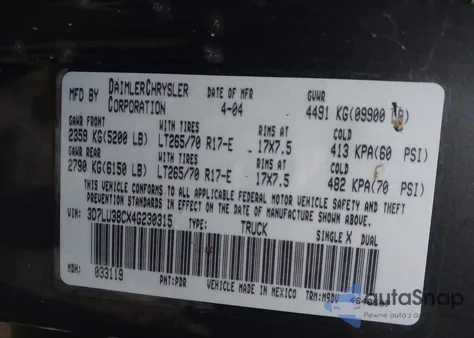 MFD BY DAIMLERCHRYSLER CORPORATION DATE OF MFR 4-04 GVWR 4491 KG(09900 LB)
GAWR FRONT WITH TIRES RIMS AT COLD
2359 KG(5200 LB) LT265/70 R17-E 17X7.5 413 KPA(60 PSI)
GAWR REAR WITH TIRES RIMS AT COLD
2790 KG(6150 LB) LT265/70 R17-E 17X7.5 482 KPA(70 PSI)
THIS VEHICLE CONFORMS TO ALL APPLICABLE FEDERAL MOTOR VEHICLE SAFETY AND
THEFT PREVENTION STANDARDS IN EFFECT ON THE DATE OF MANUFACTURE SHOWN ABOVE.
VIN: 3D7LU38CX4G230315 TYPE: TRUCK SINGLE X DUAL
MDH: 033119 PNT: PDR VEHICLE MADE IN MEXICO TRM: M9DV
autoSnap
Pewne auta z